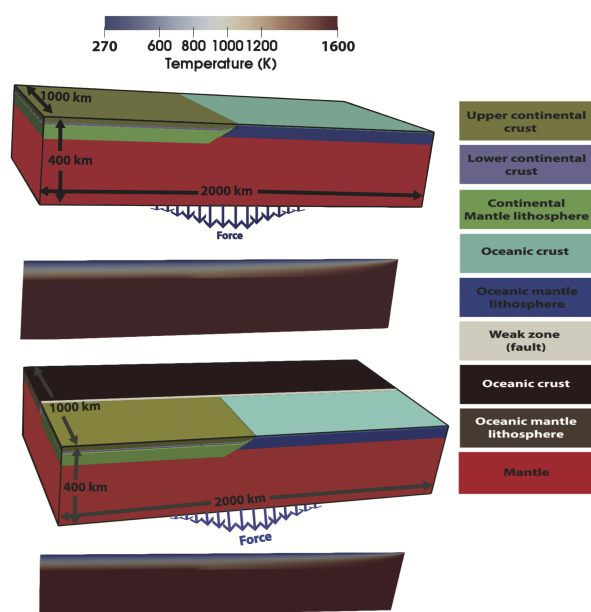 270 600 800 1000 1200 1600
Temperature (K)
1000 km
400 km
2000 km
Force
Upper continental
crust
Lower continental
crust
Continental
Mantle lithosphere
Oceanic crust
Oceanic mantle
lithosphere
Weak zone
(fault)
Oceanic crust
Oceanic mantle
lithosphere
Mantle
1000 km
400 km
2000 km
Force